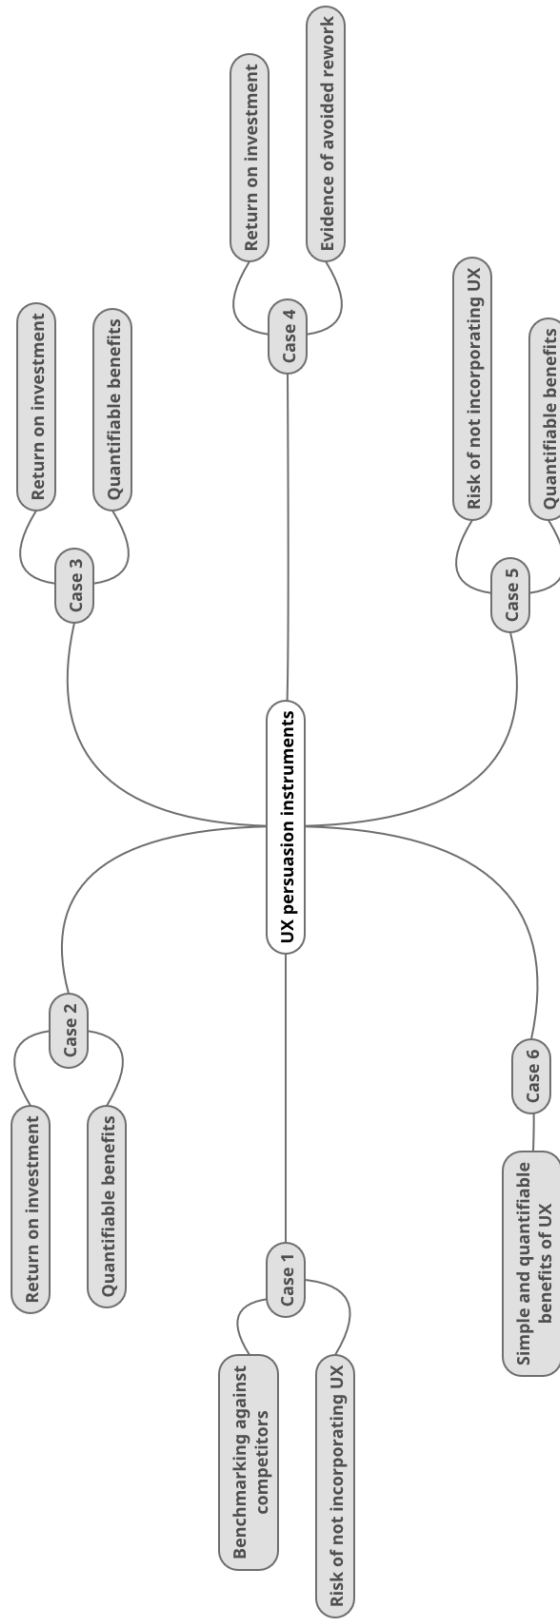 UX persuasion instruments
Case 1
Benchmarking against
competitors
Risk of not incorporating UX
Case 2
Return on investment
Quantifiable benefits
Case 3
Return on investment
Quantifiable benefits
Case 4
Return on investment
Evidence of avoided rework
Case 5
Risk of not incorporating UX
Quantifiable benefits
Case 6
Simple and quantifiable
benefits of UX